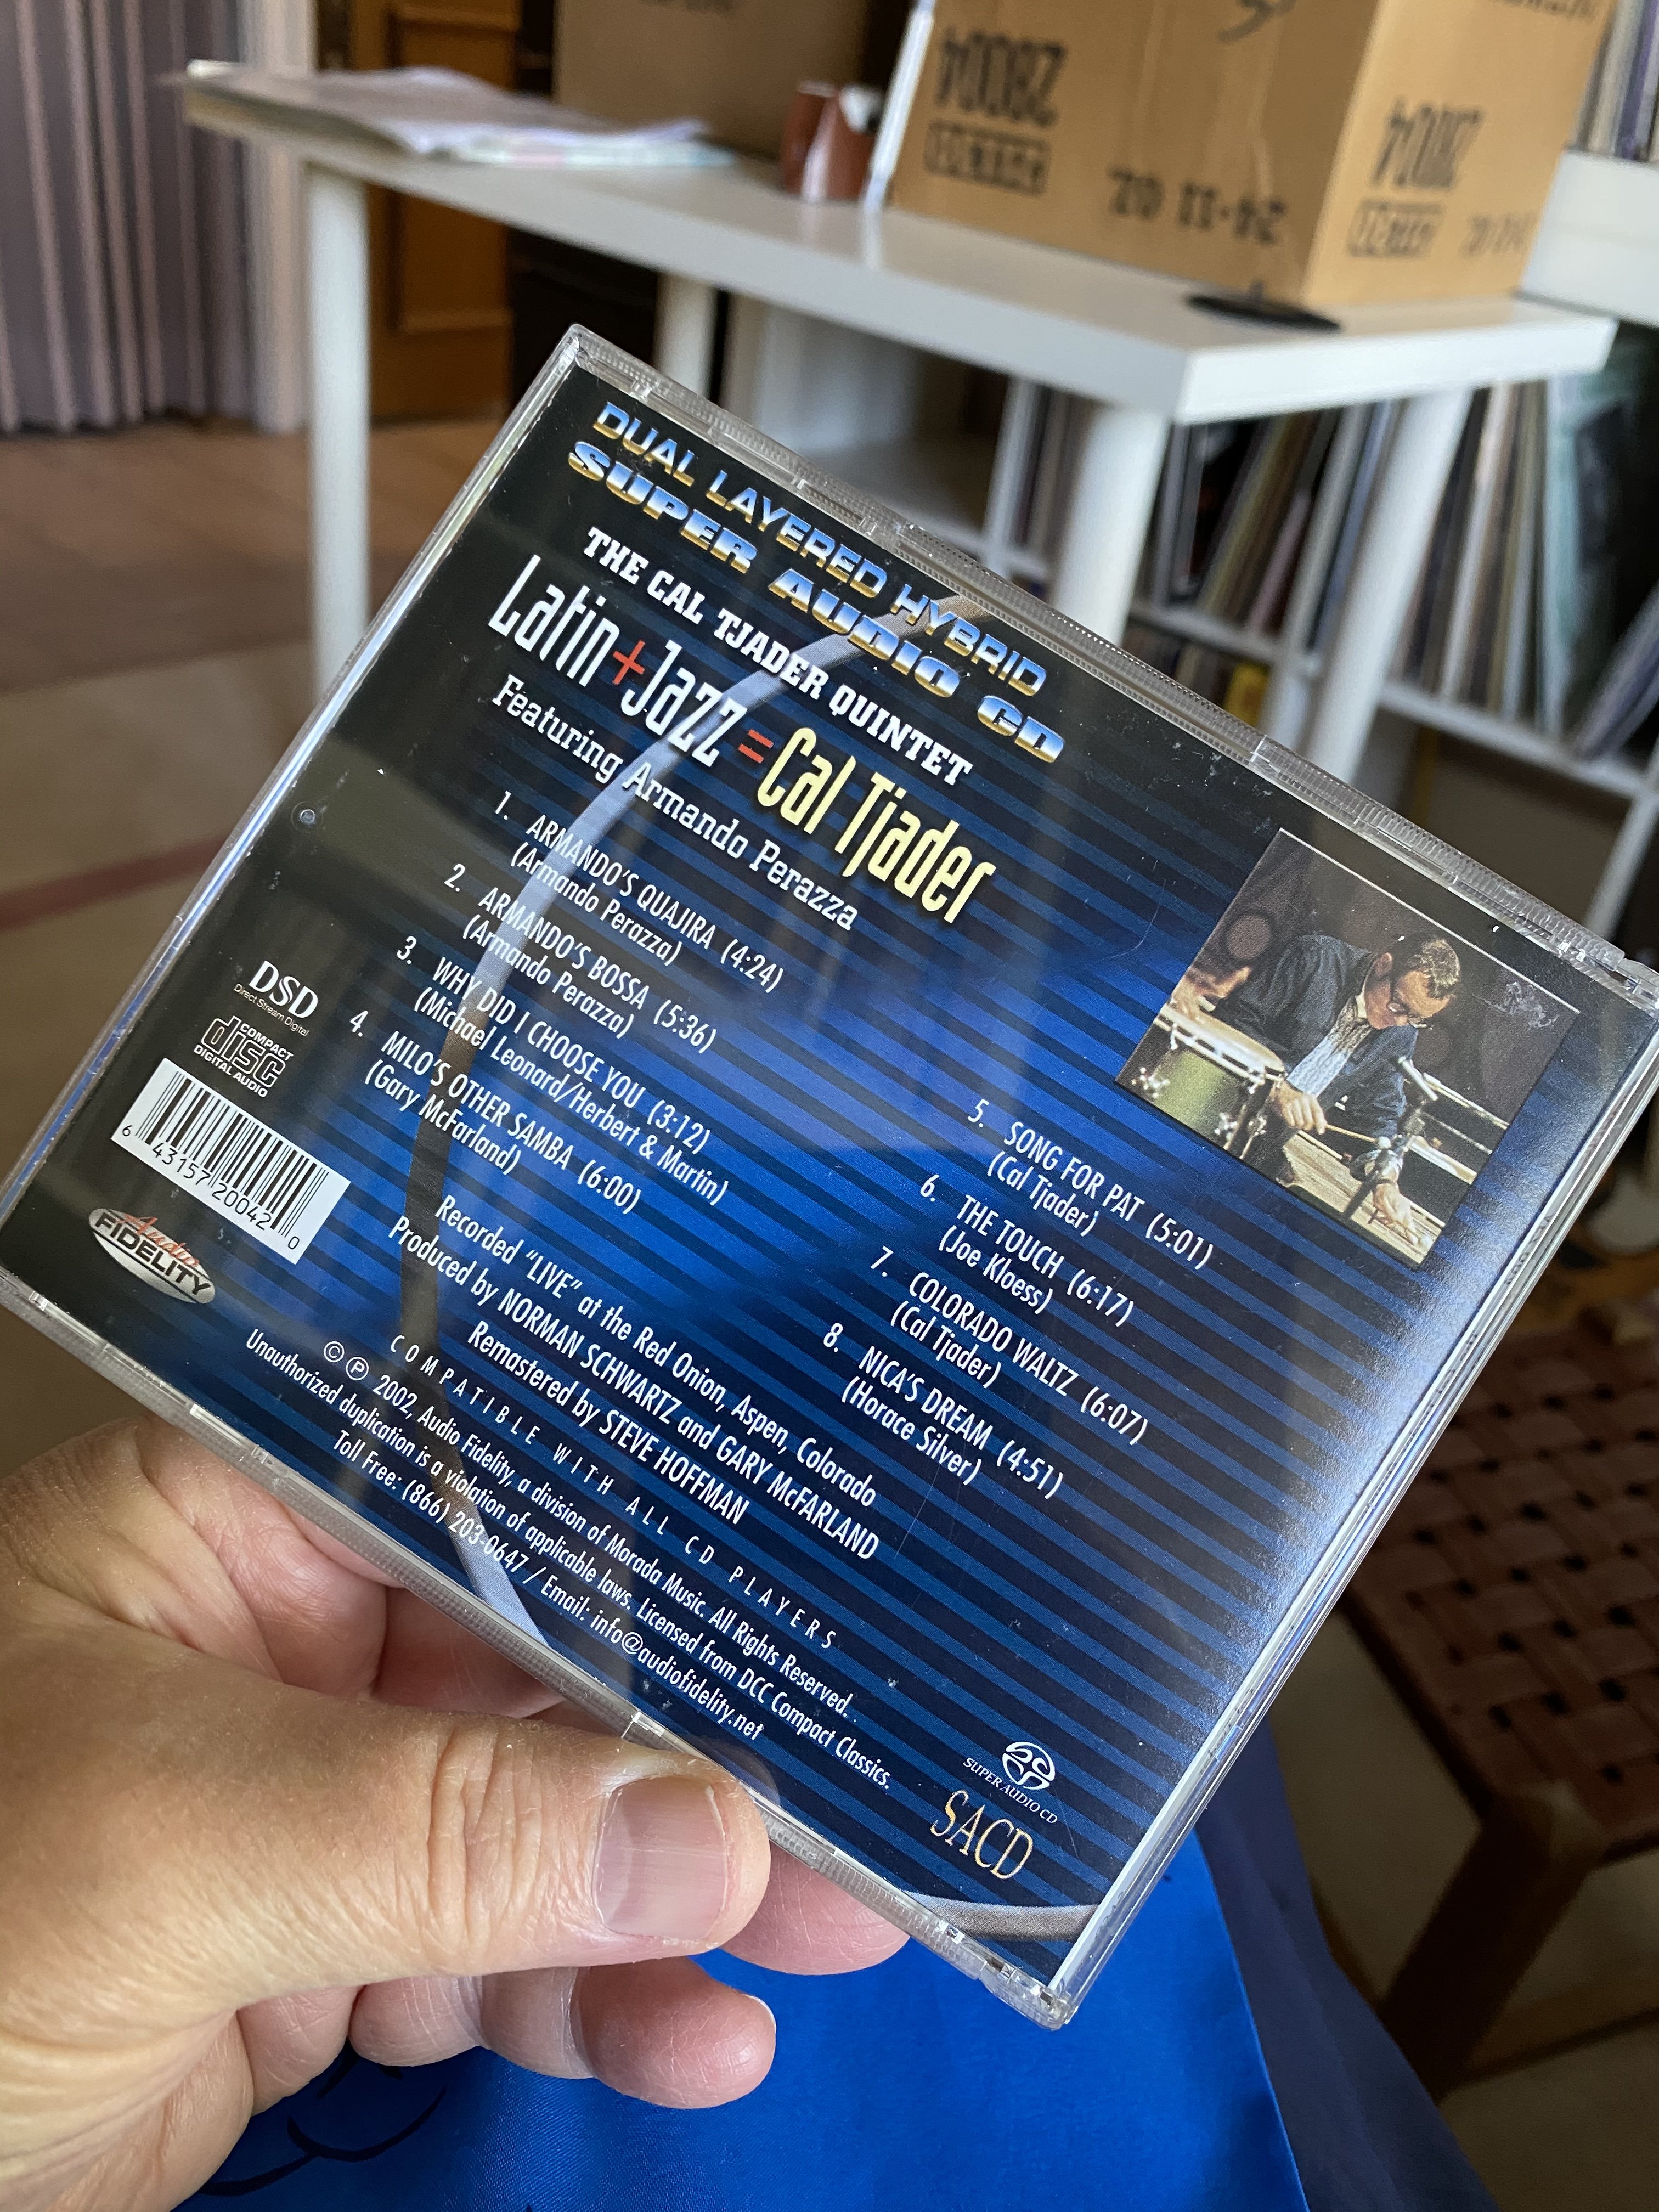 28004
20 11-12
28004
DUAL LAYERED HYBRID
SUPER AUDIO CD
THE CAL TJADER QUINTET
Latin + Jazz = Cal Tjader
Featuring Armando Perazza
1. ARMANDO'S QUAJIRA (4:24)
(Armando Perazza)
2. ARMANDO'S BOSSA (5:36)
(Armando Perazza)
3. WHY DID I CHOOSE YOU (3:12)
(Michael Leonard/Herbert & Martin)
4. MILO'S OTHER SAMBA (6:00)
(Gary McFarland)
5. SONG FOR PAT (5:01)
(Cal Tjader)
6. THE TOUCH (6:17)
(Joe Kloess)
7. COLORADO WALTZ (6:07)
(Cal Tjader)
8. NICA'S DREAM (4:51)
(Horace Silver)
DSD
Direct Stream Digital
COMPACT
disc
DIGITAL AUDIO
6 43157 20042 0
Audio
FIDELITY
Recorded "LIVE" at the Red Onion, Aspen, Colorado
Produced by NORMAN SCHWARTZ and GARY McFARLAND
Remastered by STEVE HOFFMAN
COMPATIBLE WITH ALL CD PLAYERS
© ℗ 2002, Audio Fidelity, a division of Morada Music. All Rights Reserved.
Unauthorized duplication is a violation of applicable laws. Licensed from DCC Compact Classics.
Toll Free: (866) 203-0647 / Email: info@audiofidelity.net
SUPER AUDIO CD
SACD